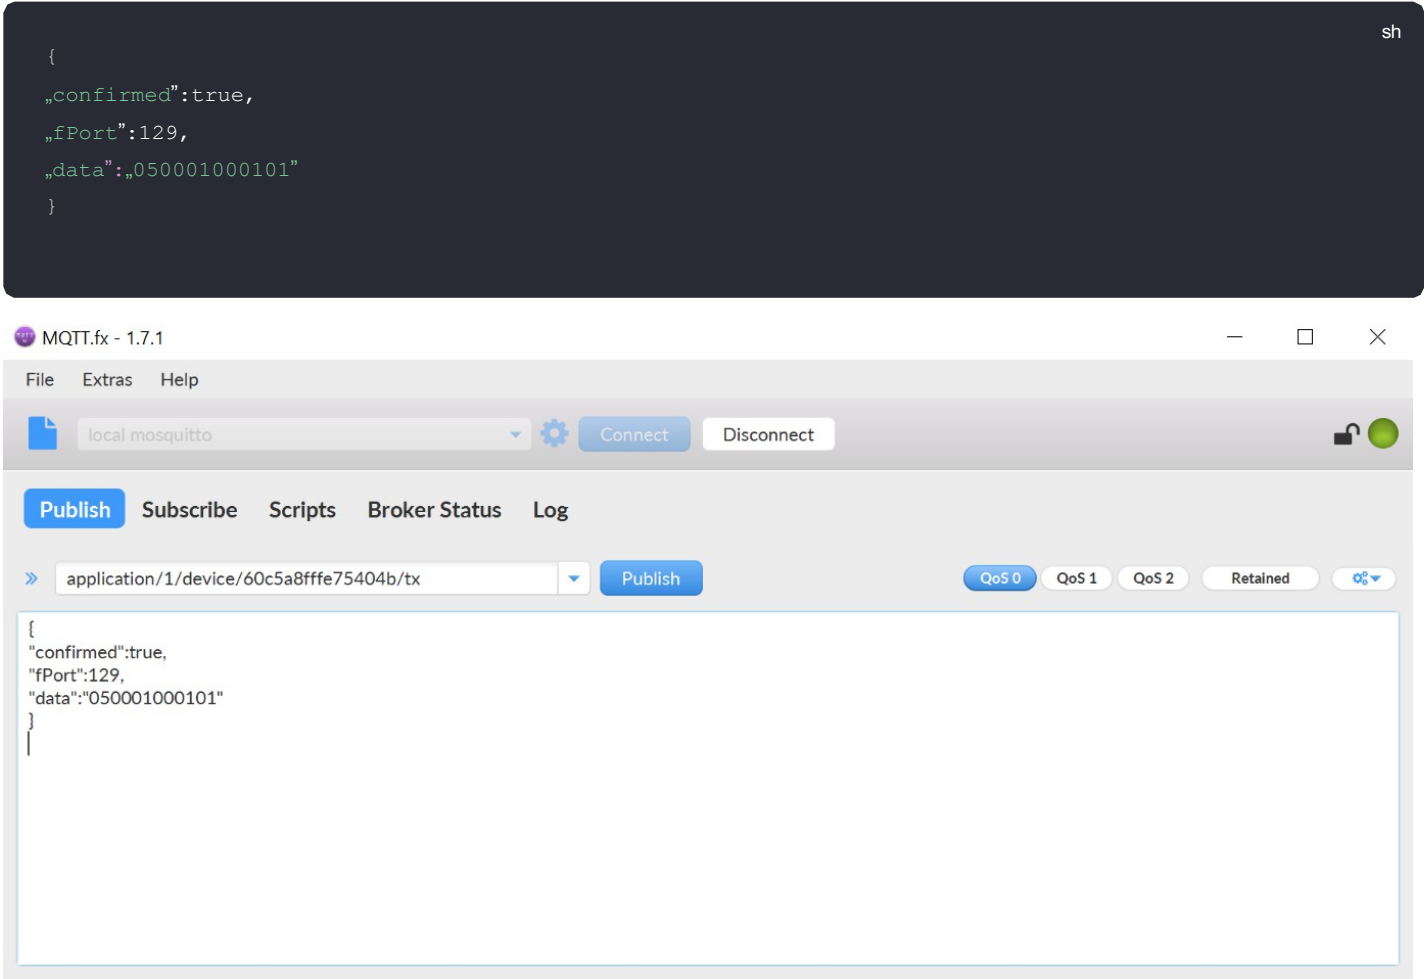 sh
{
„confirmed”:true,
„fPort”:129,
„data”:„050001000101”
}
MQTT.fx - 1.7.1
File Extras Help
local mosquitto Connect Disconnect
Publish Subscribe Scripts Broker Status Log
application/1/device/60c5a8fffe75404b/tx Publish QoS 0 QoS 1 QoS 2 Retained
{
"confirmed":true,
"fPort":129,
"data":"050001000101"
}